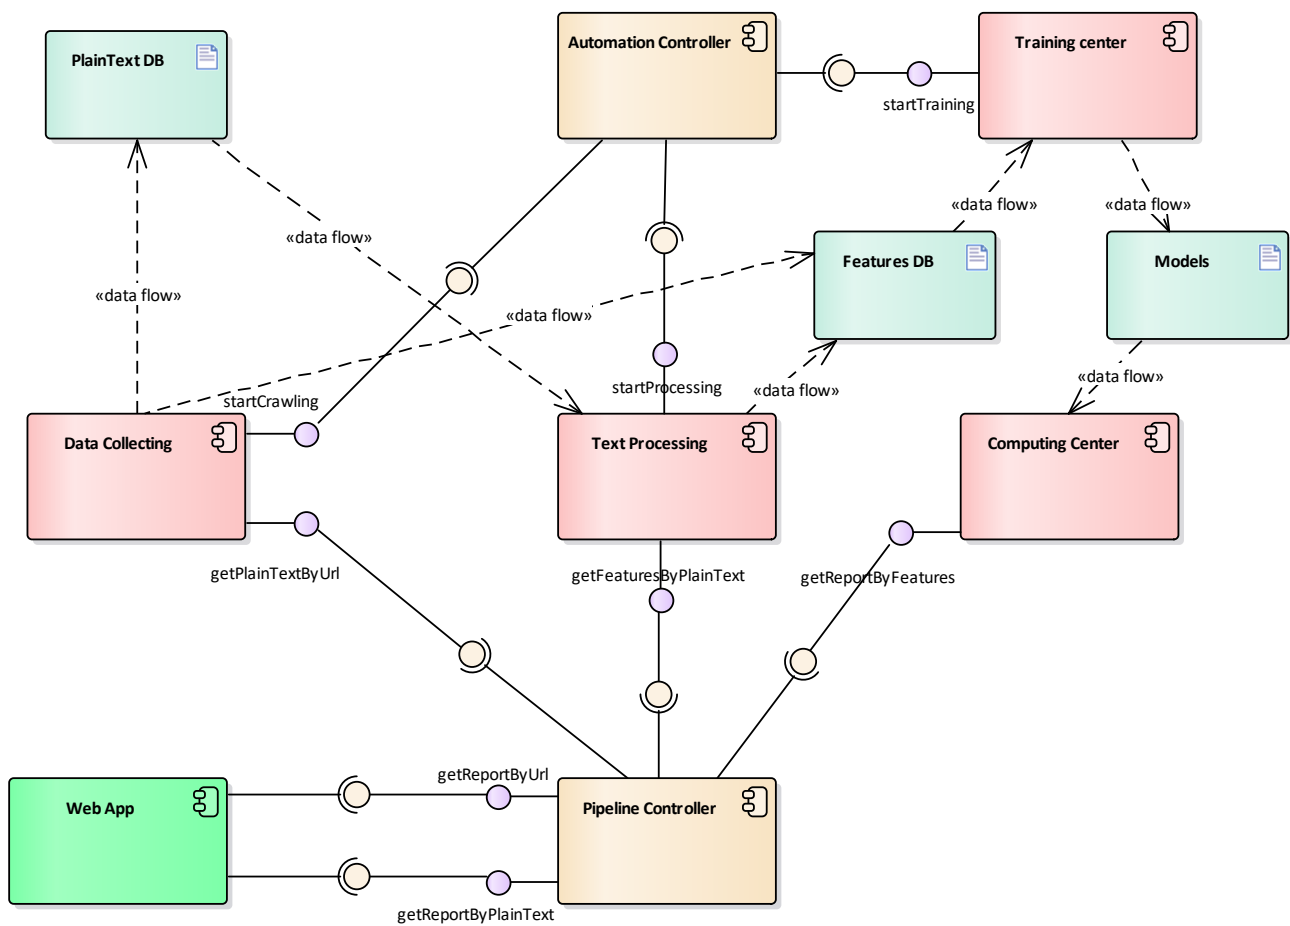 Automation Controller
Training center
PlainText DB
startTraining
«data flow»
«data flow»
«data flow»
Features DB
Models
«data flow»
«data flow»
«data flow»
startProcessing
«data flow»
startCrawling
Data Collecting
Text Processing
Computing Center
getPlainTextByUrl
getFeaturesByPlainText
getReportByFeatures
getReportByUrl
Web App
Pipeline Controller
getReportByPlainText